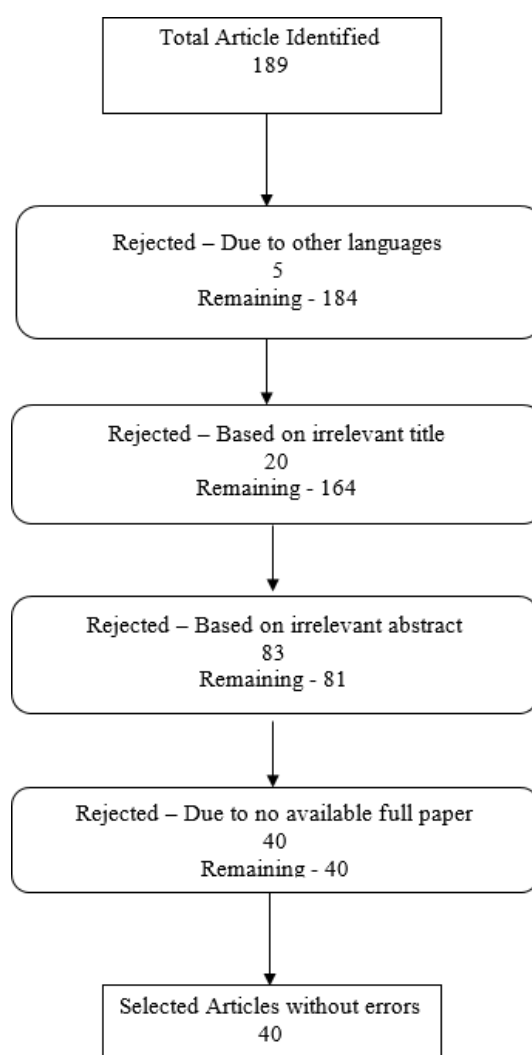 Total Article Identified
189
Rejected – Due to other languages
5
Remaining - 184
Rejected – Based on irrelevant title
20
Remaining - 164
Rejected – Based on irrelevant abstract
83
Remaining - 81
Rejected – Due to no available full paper
40
Remaining - 40
Selected Articles without errors
40